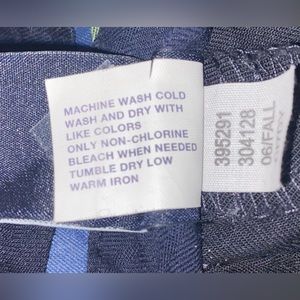 MACHINE WASH COLD
WASH AND DRY WITH
LIKE COLORS
ONLY NON-CHLORINE
BLEACH WHEN NEEDED
TUMBLE DRY LOW
WARM IRON
385291
304128
06/FALL